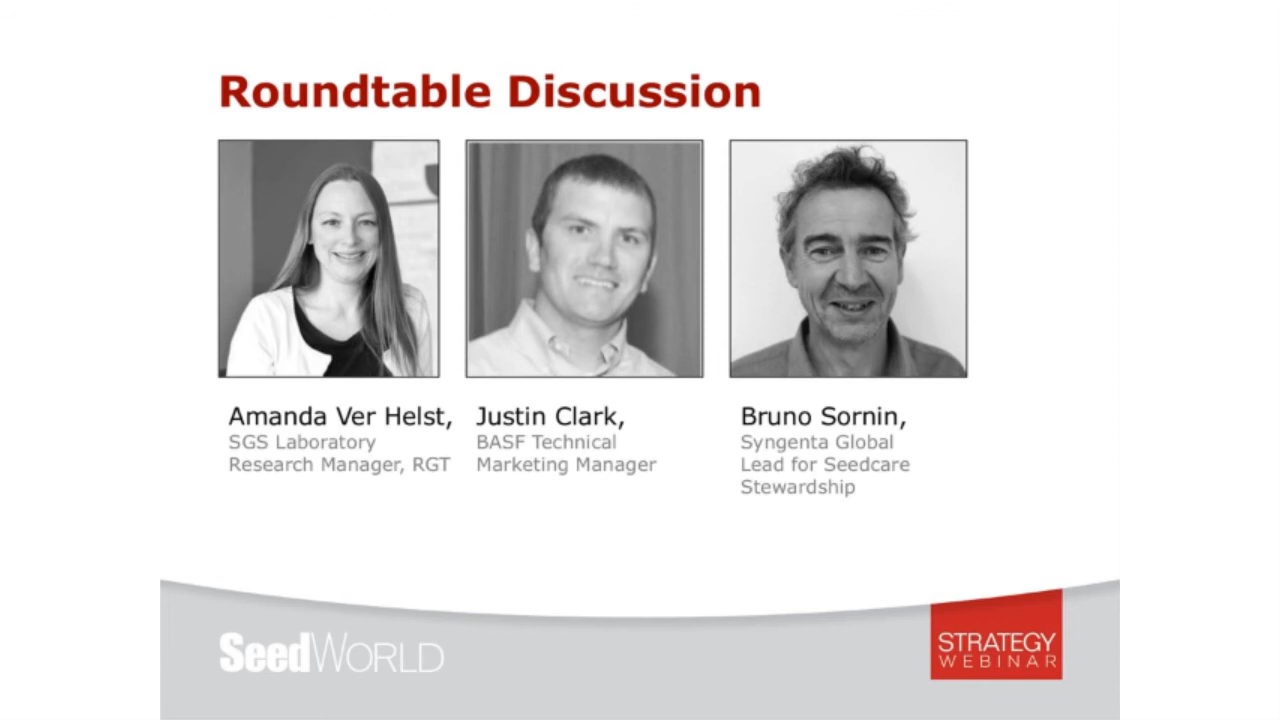 Roundtable Discussion
Amanda Ver Helst,
SGS Laboratory
Research Manager, RGT
Justin Clark,
BASF Technical
Marketing Manager
Bruno Sornin,
Syngenta Global
Lead for Seedcare
Stewardship
SeedWORLD
STRATEGY
WEBINAR